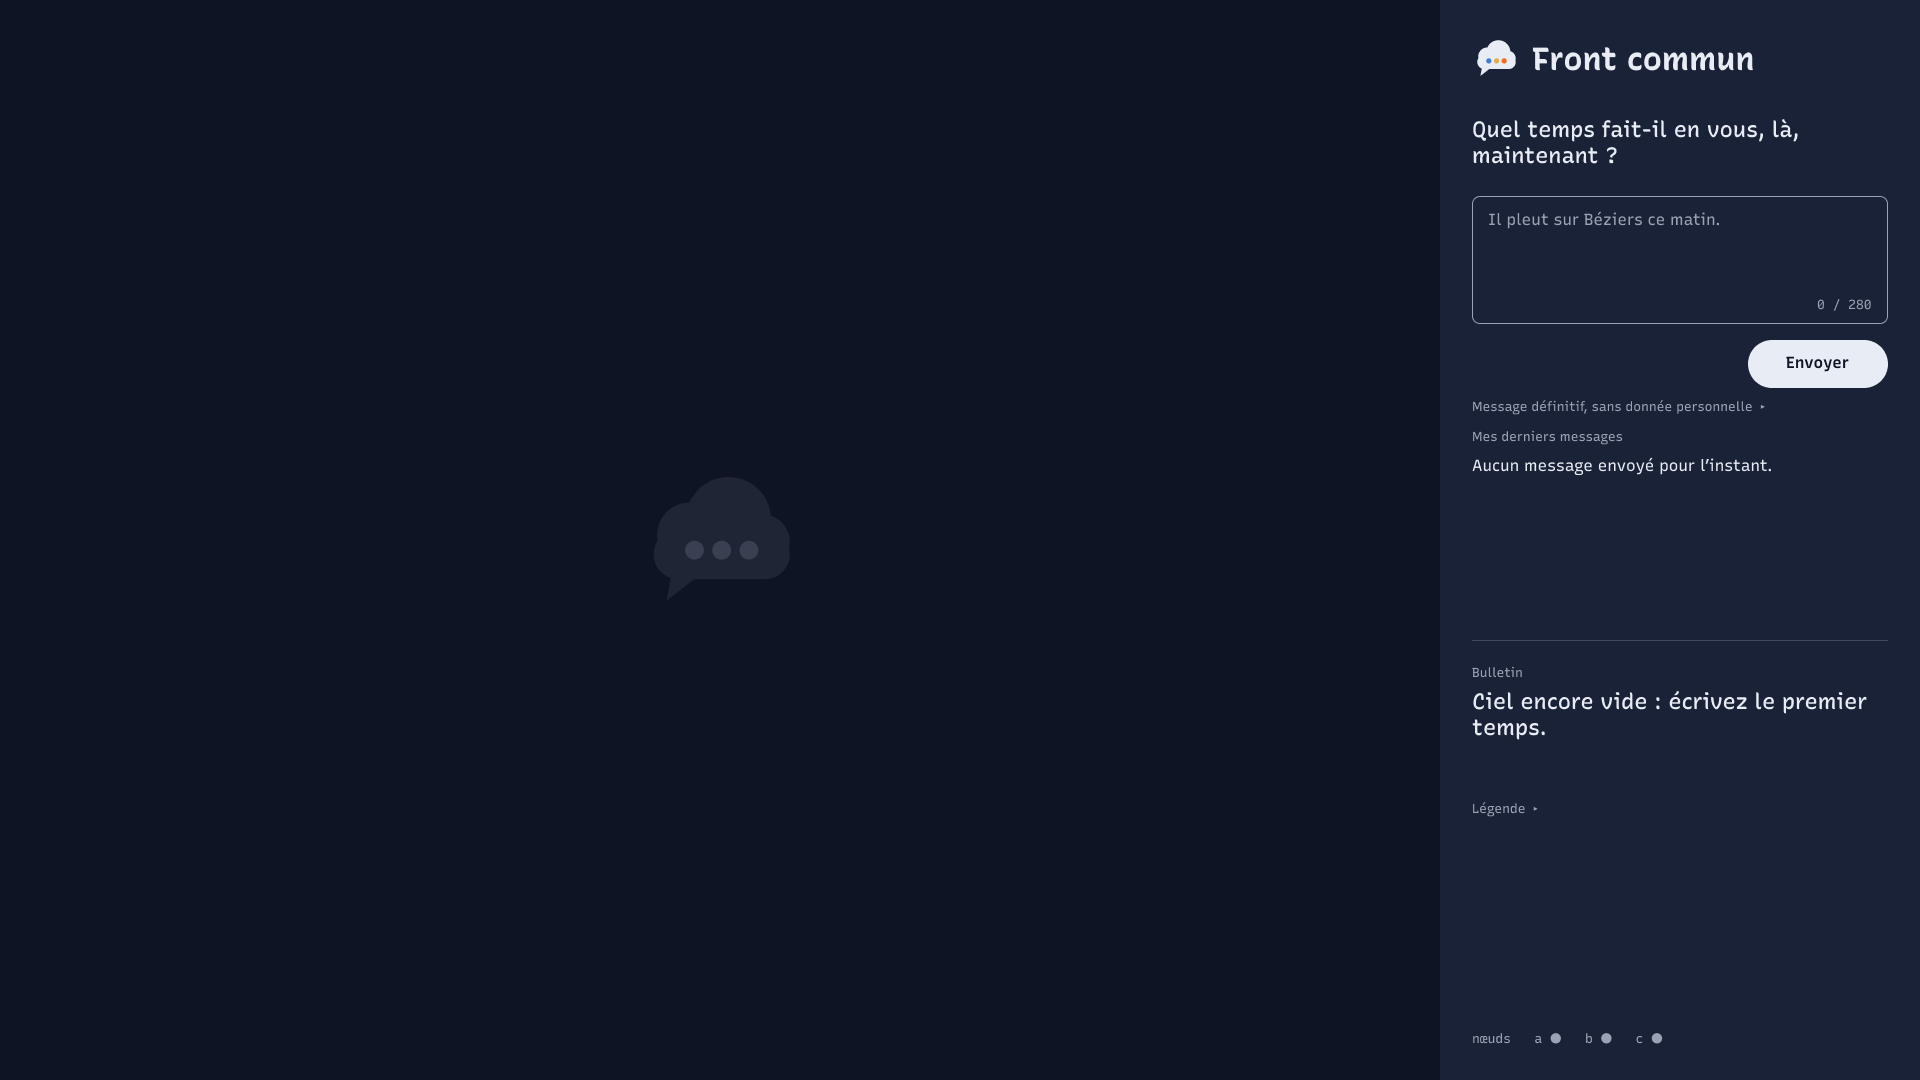 Front commun
Quel temps fait-il en vous, là,
maintenant ?
Il pleut sur Béziers ce matin.
0 / 280
Envoyer
Message définitif, sans donnée personnelle ▸
Mes derniers messages
Aucun message envoyé pour l’instant.
Bulletin
Ciel encore vide : écrivez le premier
temps.
Légende ▸
nœuds a b c